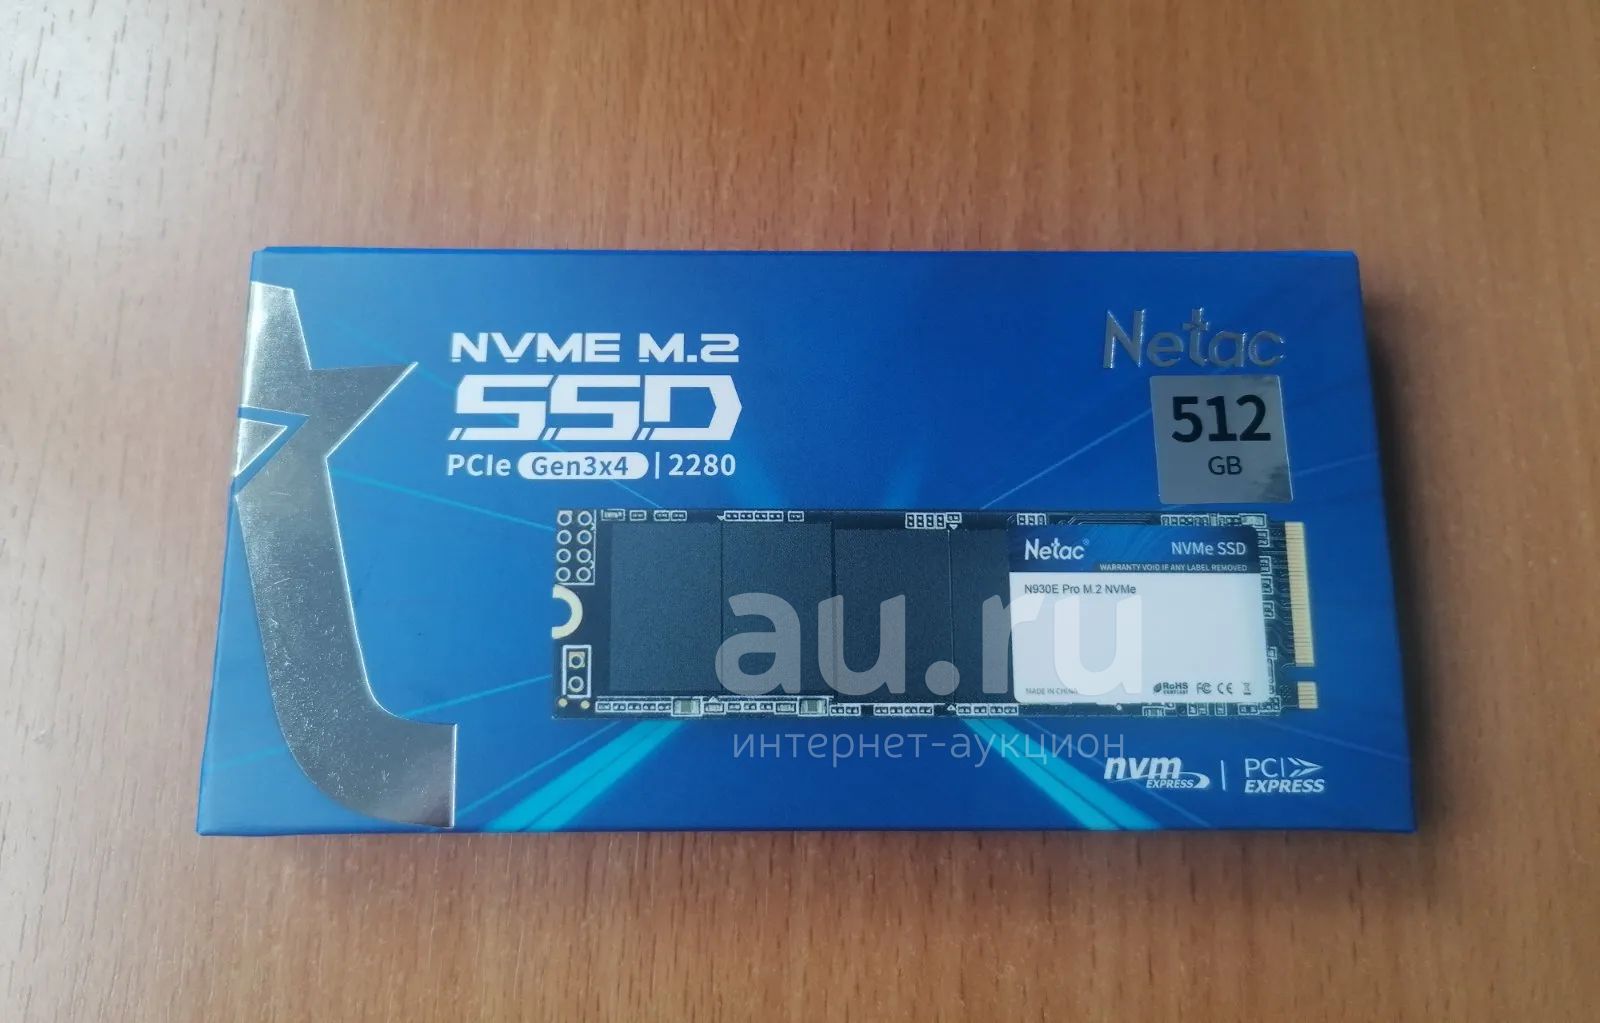 NVME M.2
SSD
PCIe Gen3x4 | 2280
Netac
512
GB
Netac®
NVMe SSD
WARRANTY VOID IF ANY LABEL REMOVED
N930E Pro M.2 NVMe
MADE IN CHINA
RoHS
COMPLIANT
FC CE
au.ru
интернет-аукцион
nvm
EXPRESS
PCI
EXPRESS